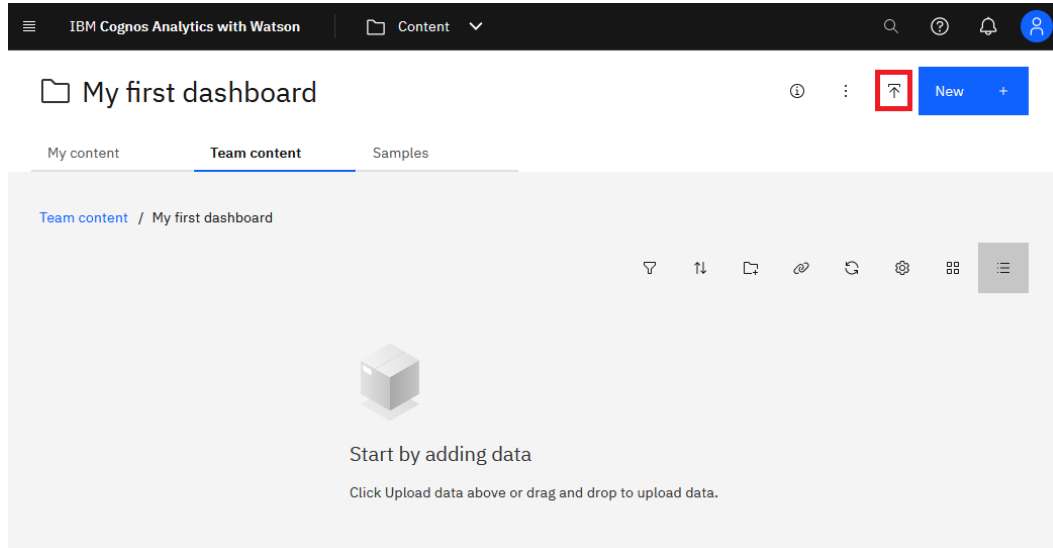 IBM Cognos Analytics with Watson Content
My first dashboard
New +
My content Team content Samples
Team content / My first dashboard
Start by adding data
Click Upload data above or drag and drop to upload data.